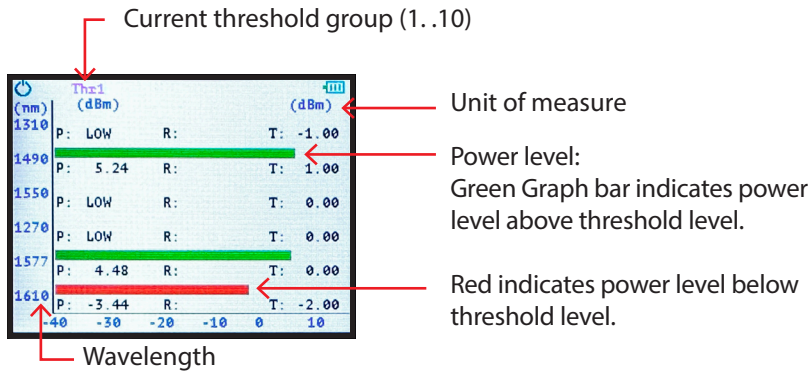 Current threshold group (1. .10)
Thr1
(nm) (dBm) (dBm)
Unit of measure
1310
P: LOW R: T: -1.00
Power level:
Green Graph bar indicates power
level above threshold level.
1490
P: 5.24 R: T: 1.00
1550
P: LOW R: T: 0.00
1270
P: LOW R: T: 0.00
1577
P: 4.48 R: T: 0.00
Red indicates power level below
threshold level.
1610
P: -3.44 R: T: -2.00
-40 -30 -20 -10 0 10
Wavelength